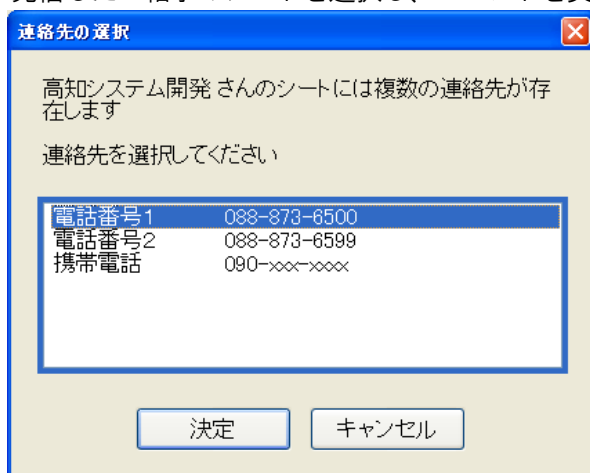 連絡先の選択
高知システム開発 さんのシートには複数の連絡先が存
在します
連絡先を選択してください
電話番号1 088-873-6500
電話番号2 088-873-6599
携帯電話 090-xxx-xxxx
決定 キャンセル